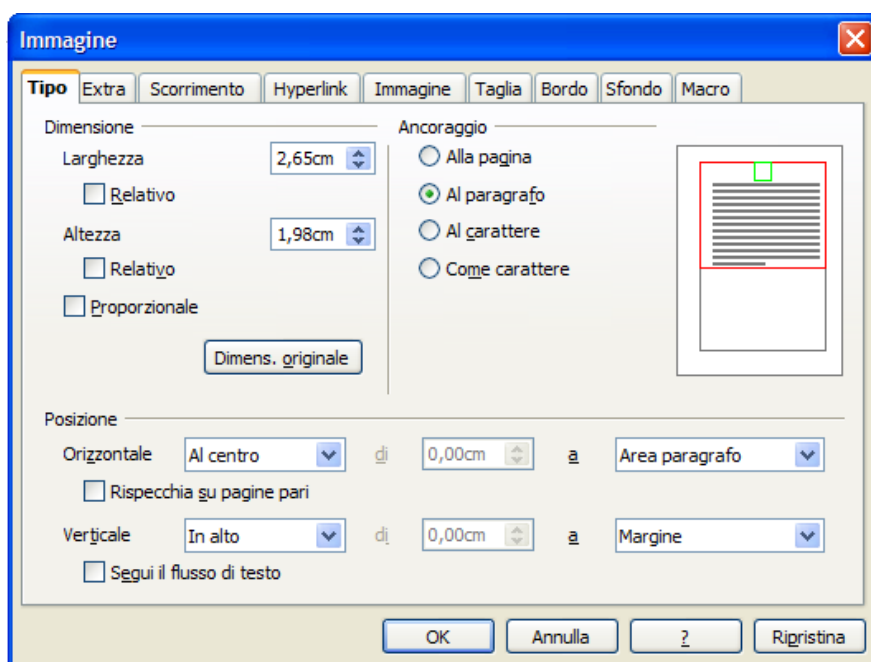 Immagine
Tipo Extra Scorrimento Hyperlink Immagine Taglia Bordo Sfondo Macro
Dimensione
Larghezza 2,65cm
Relativo
Altezza 1,98cm
Relativo
Proporzionale
Dimens. originale
Ancoraggio
Alla pagina
Al paragrafo
Al carattere
Come carattere
Posizione
Orizzontale Al centro di 0,00cm a Area paragrafo
Rispecchia su pagine pari
Verticale In alto di 0,00cm a Margine
Segui il flusso di testo
OK Annulla ? Ripristina